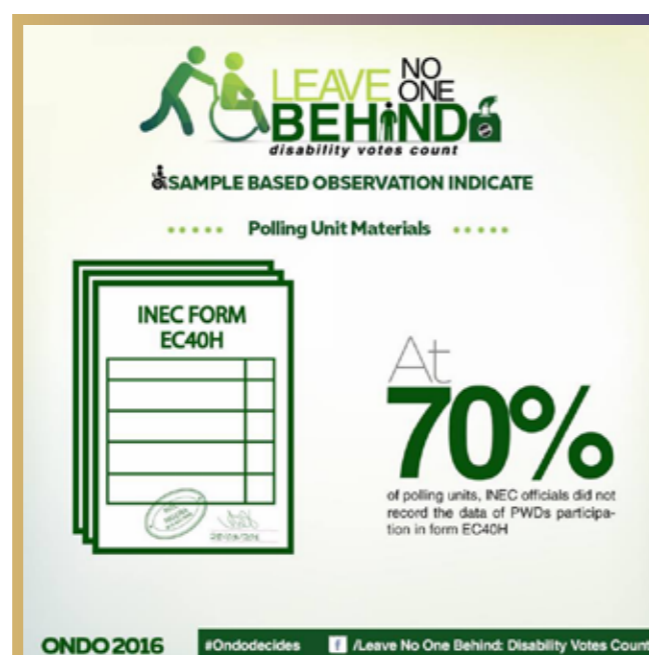 LEAVE NO
ONE
BEHIND
disability votes count
SAMPLE BASED OBSERVATION INDICATE
Polling Unit Materials
INEC FORM
EC40H
At
70%
of polling units, INEC officials did not
record the data of PWDs participa-
tion in form EC40H
ONDO 2016
#Ondodecides
/Leave No One Behind: Disability Votes Count